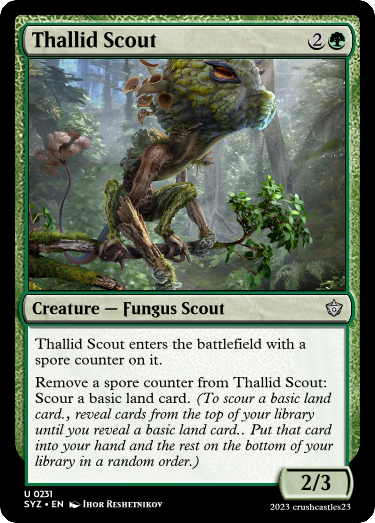 Thallid Scout 2
Creature — Fungus Scout
Thallid Scout enters the battlefield with a
spore counter on it.
Remove a spore counter from Thallid Scout:
Scour a basic land card. (To scour a basic land
card., reveal cards from the top of your library
until you reveal a basic land card.. Put that card
into your hand and the rest on the bottom of your
library in a random order.)
2/3
U 0231
SYZ • EN Ihor Reshetnikov
2023 crushcastles23